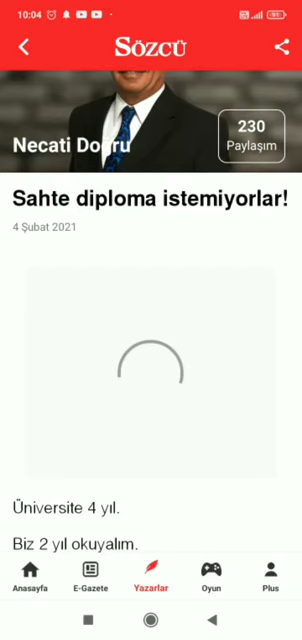 10:04
SÖZCÜ
Necati Doğru
230
Paylaşım
Sahte diploma istemiyorlar!
4 Şubat 2021
Üniversite 4 yıl.
Biz 2 yıl okuyalım.
Anasayfa
E-Gazete
Yazarlar
Oyun
Plus